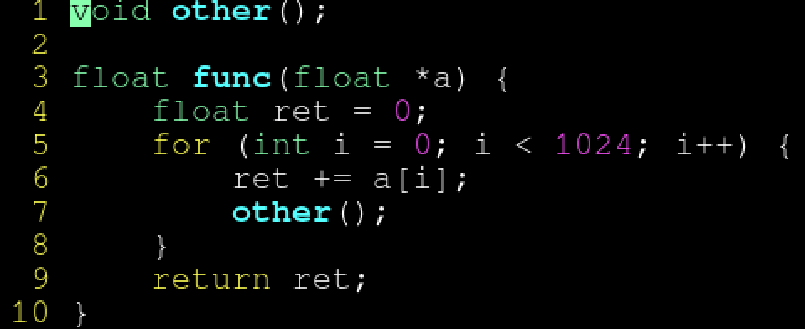 1 void other();
2
3 float func(float *a) {
4     float ret = 0;
5     for (int i = 0; i < 1024; i++) {
6         ret += a[i];
7         other();
8     }
9     return ret;
10 }